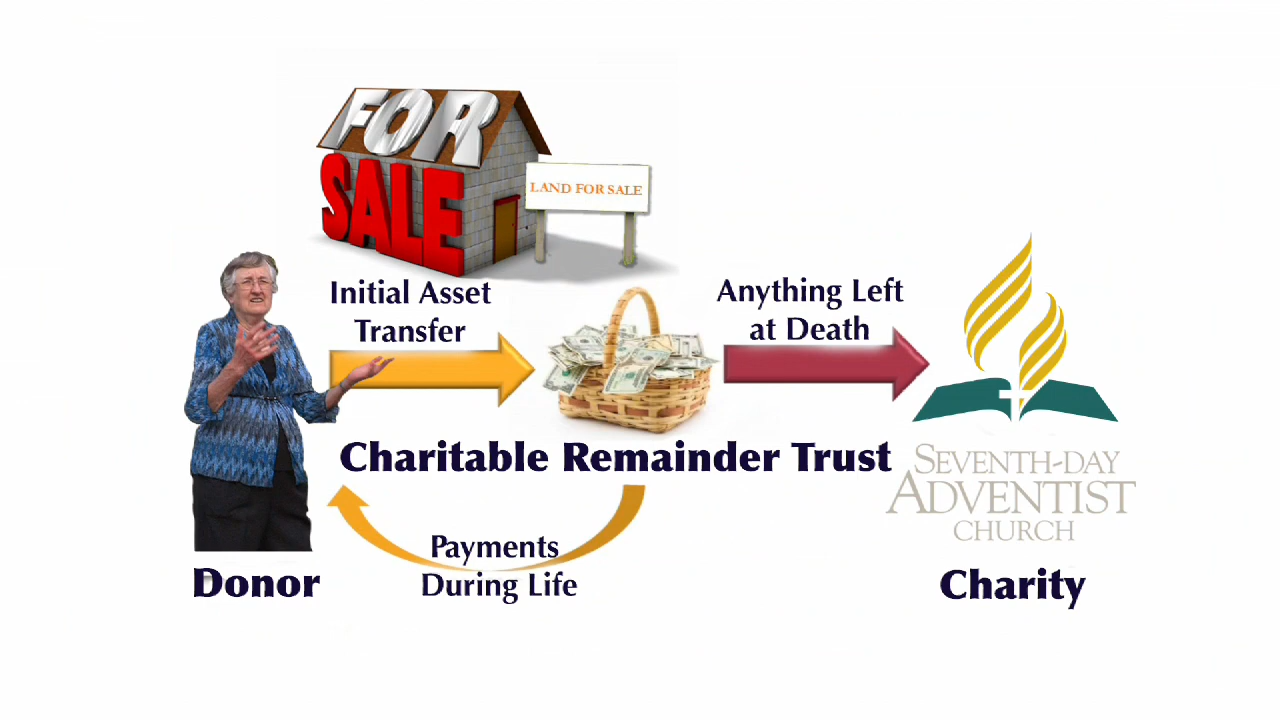 FOR
SALE
LAND FOR SALE
Initial Asset
Transfer
Anything Left
at Death
Charitable Remainder Trust
SEVENTH-DAY
ADVENTIST
CHURCH
Payments
During Life
Donor
Charity